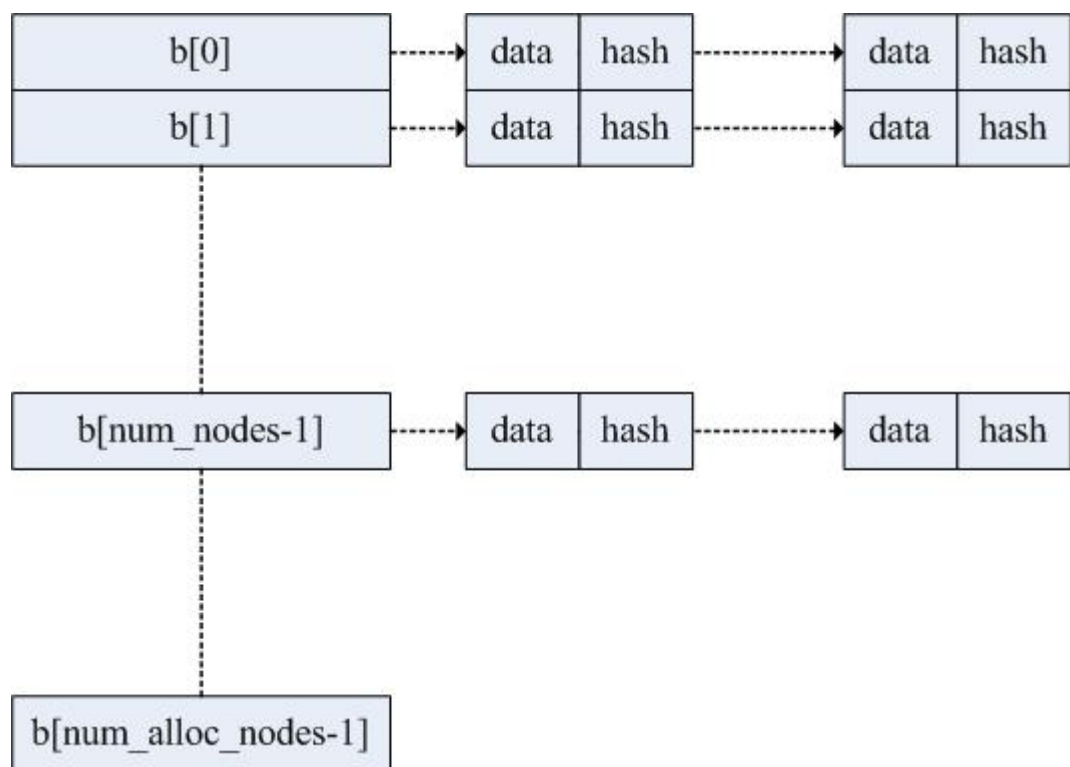 b[0] data hash data hash
b[1] data hash data hash
b[num_nodes-1] data hash data hash
b[num_alloc_nodes-1]